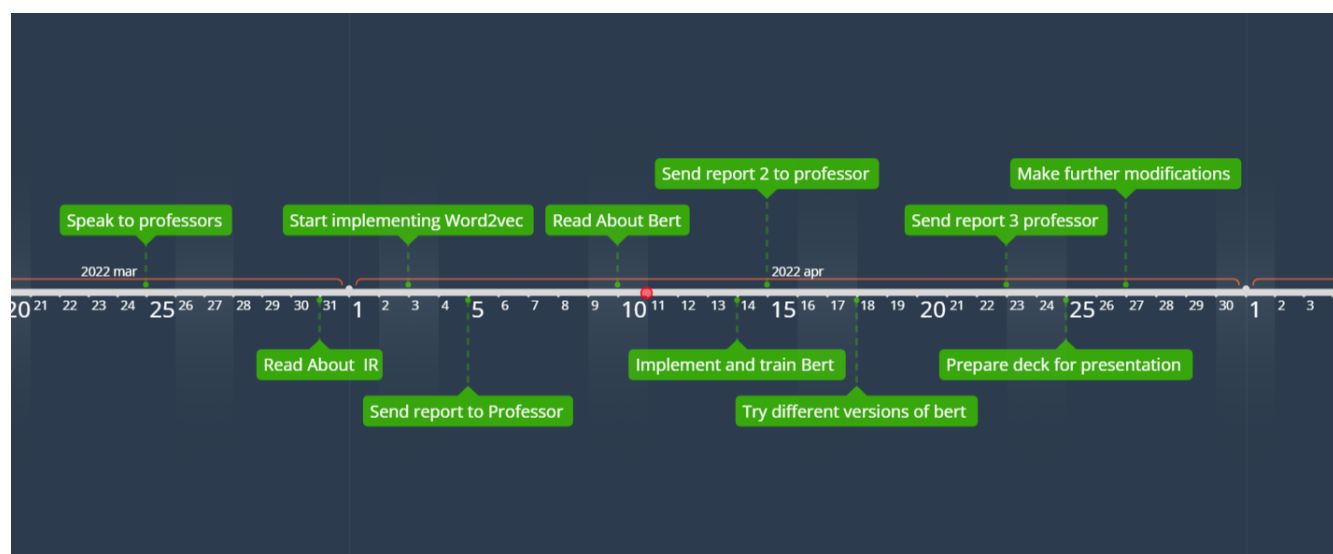 Send report 2 to professor
Make further modifications
Speak to professors
Start implementing Word2vec
Read About Bert
Send report 3 professor
2022 mar
2022 apr
20 21 22 23 24 25 26 27 28 29 30 31 1 2 3 4 5 6 7 8 9 10 11 12 13 14 15 16 17 18 19 20 21 22 23 24 25 26 27 28 29 30 1 2 3
Read About  IR
Implement and train Bert
Prepare deck for presentation
Send report to Professor
Try different versions of bert